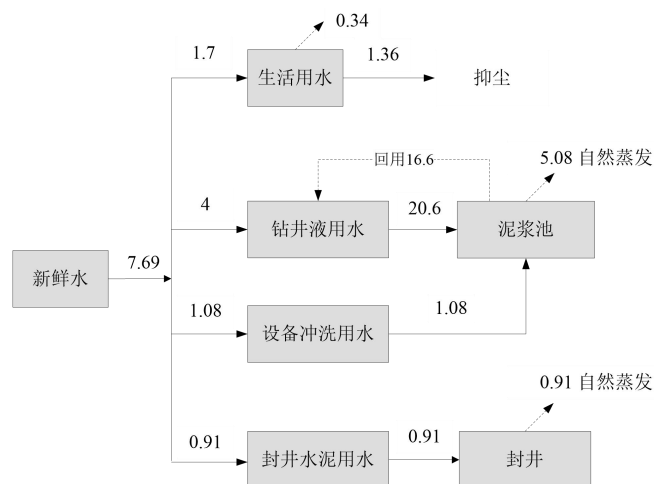 0.34
1.7
生活用水
1.36
抑尘
回用16.6
5.08 自然蒸发
4
钻井液用水
20.6
泥浆池
新鲜水
7.69
1.08
设备冲洗用水
1.08
0.91 自然蒸发
0.91
封井水泥用水
0.91
封井